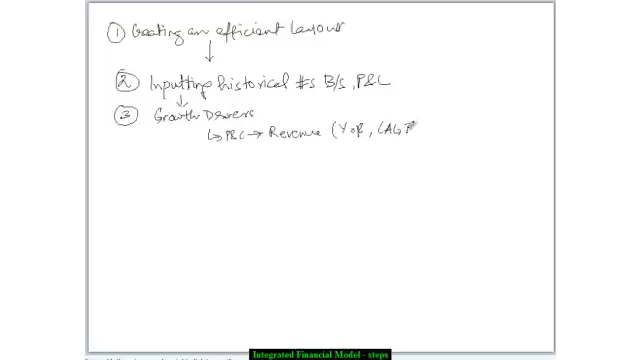 ① Creating an efficient layout
② Inputting historical #s B/S, P&L
③ Growth Drivers
↳ P&L → Revenue (YoY, CAGR
Integrated Financial Model - steps